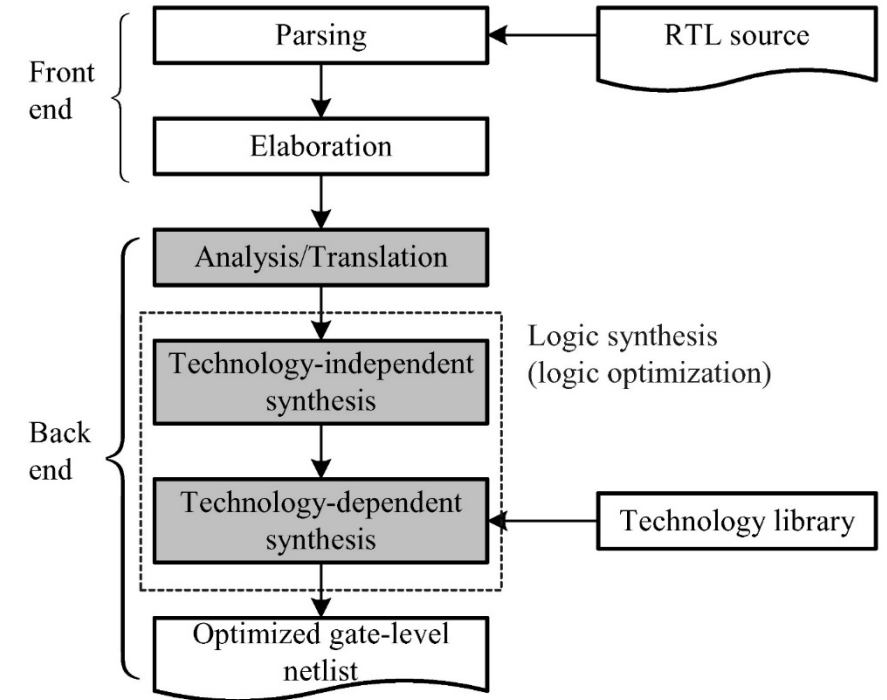 Parsing
RTL source
Front
end
Elaboration
Analysis/Translation
Logic synthesis
(logic optimization)
Technology-independent
synthesis
Back
end
Technology-dependent
synthesis
Technology library
Optimized gate-level
netlist